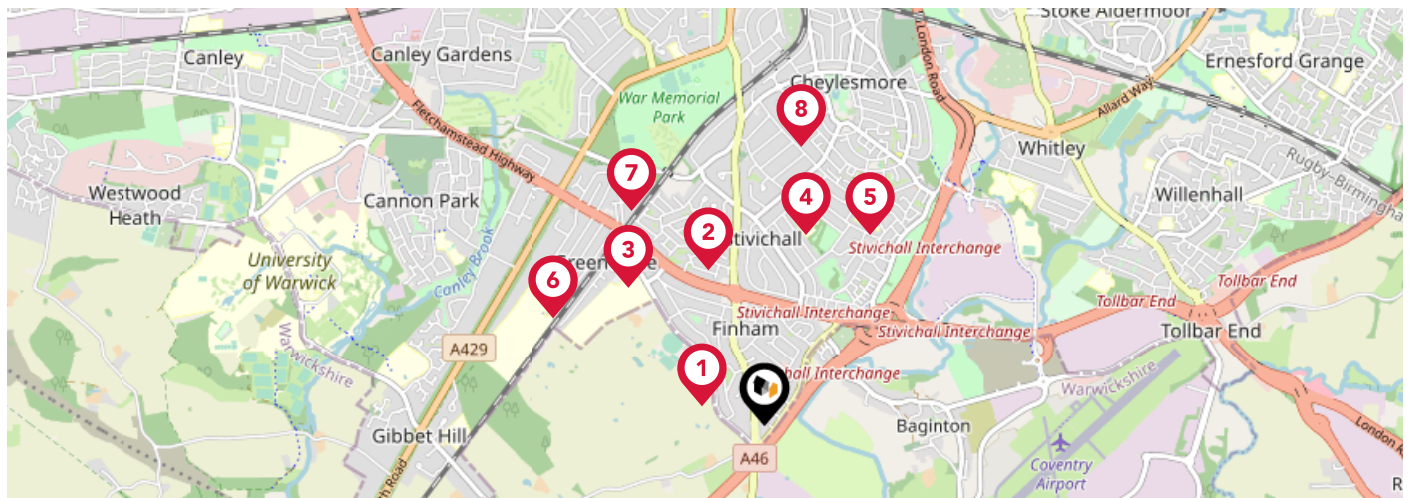 Stoke Aldermoor
Canley
Canley Gardens
Ernesford Grange
London Road
Cheylesmore
War Memorial
Park
Allard Way
Fletchamstead Highway
8
Whitley
Rugby-Birmingham
7
Westwood
Heath
Cannon Park
4
5
Willenhall
2
Stivichall
Stivichall Interchange
3
University
of Warwick
Canley Brook
6
Tollbar End
Tollbar End
Stivichall Interchange
Finham
Stivichall Interchange
Tollbar End
A429
Warwickshire
1
hall Interchange
Warwickshire
Gibbet Hill
Baginton
London R
A46
Coventry
Airport
th Road
R